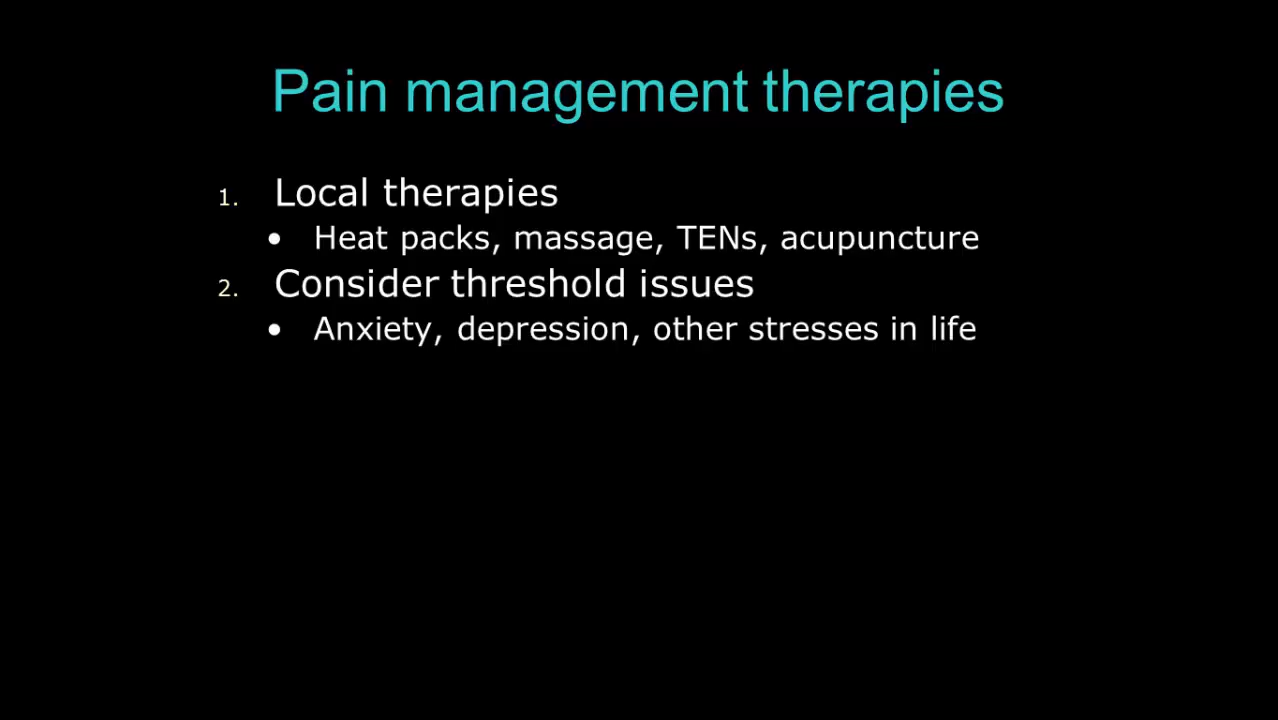 Pain management therapies
1. Local therapies
• Heat packs, massage, TENs, acupuncture
2. Consider threshold issues
• Anxiety, depression, other stresses in life